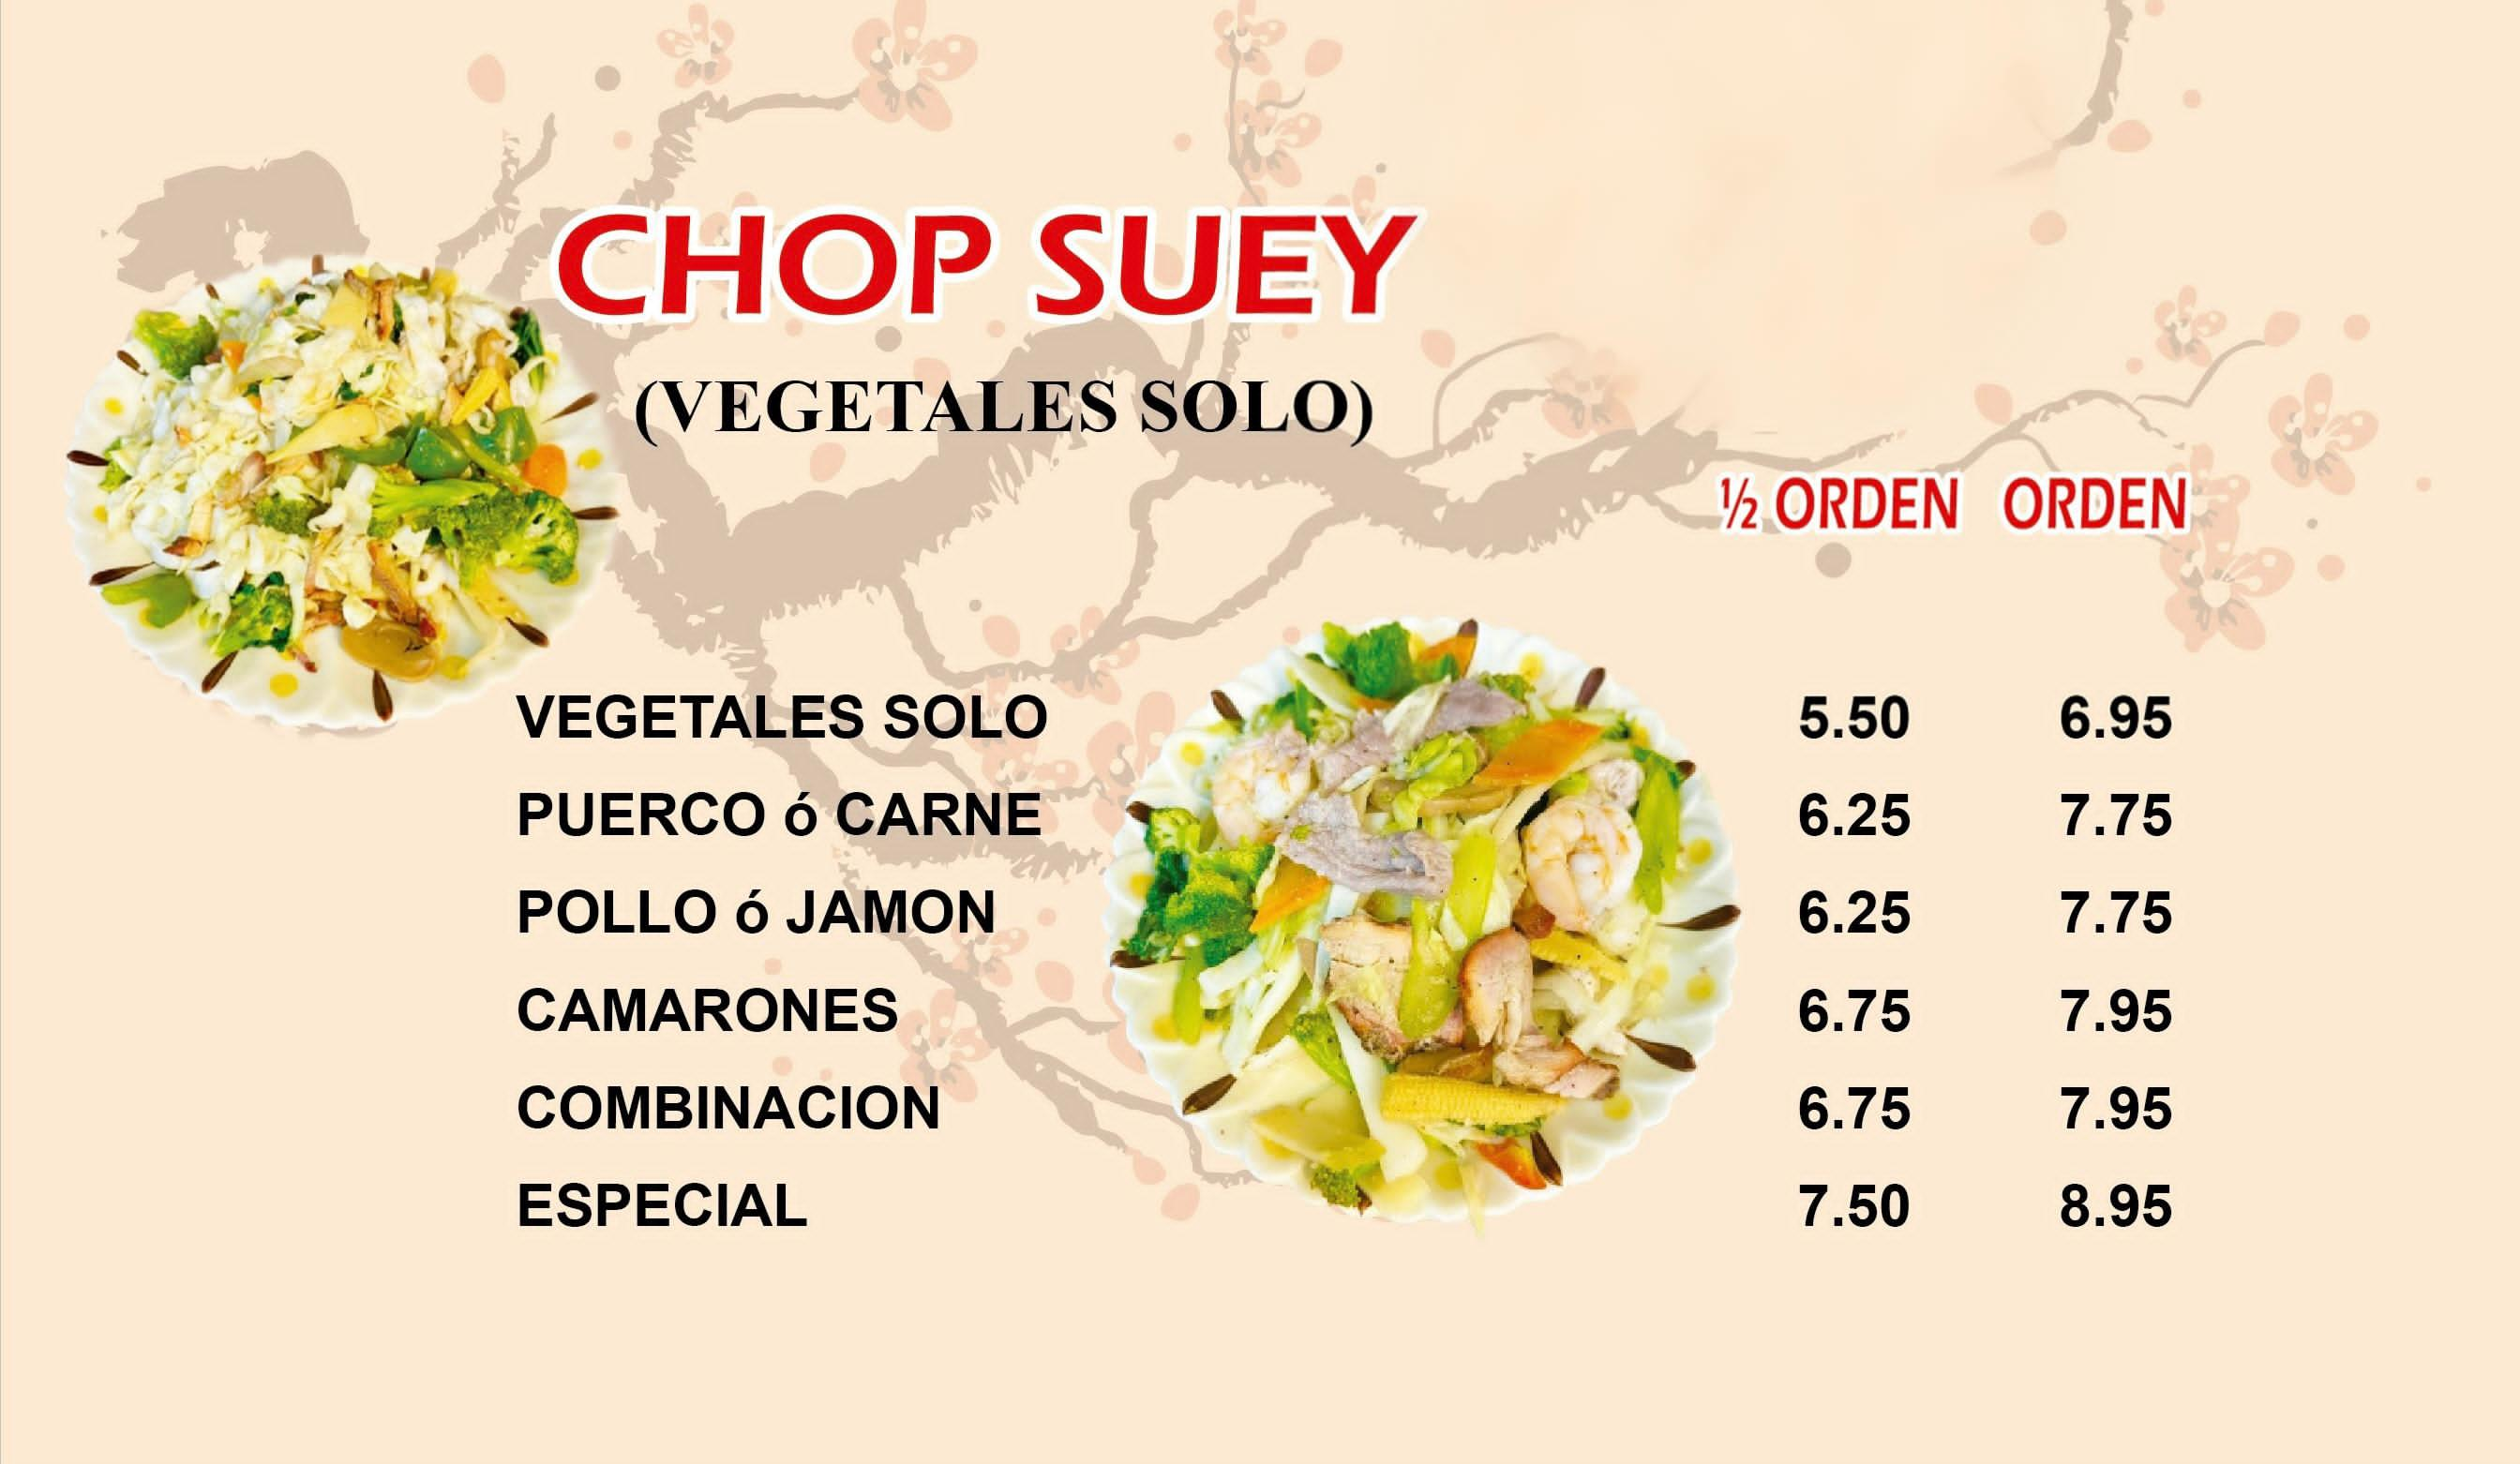 CHOP SUEY
(VEGETALES SOLO)
½ ORDEN ORDEN
VEGETALES SOLO 5.50 6.95
PUERCO ó CARNE 6.25 7.75
POLLO ó JAMON 6.25 7.75
CAMARONES 6.75 7.95
COMBINACION 6.75 7.95
ESPECIAL 7.50 8.95